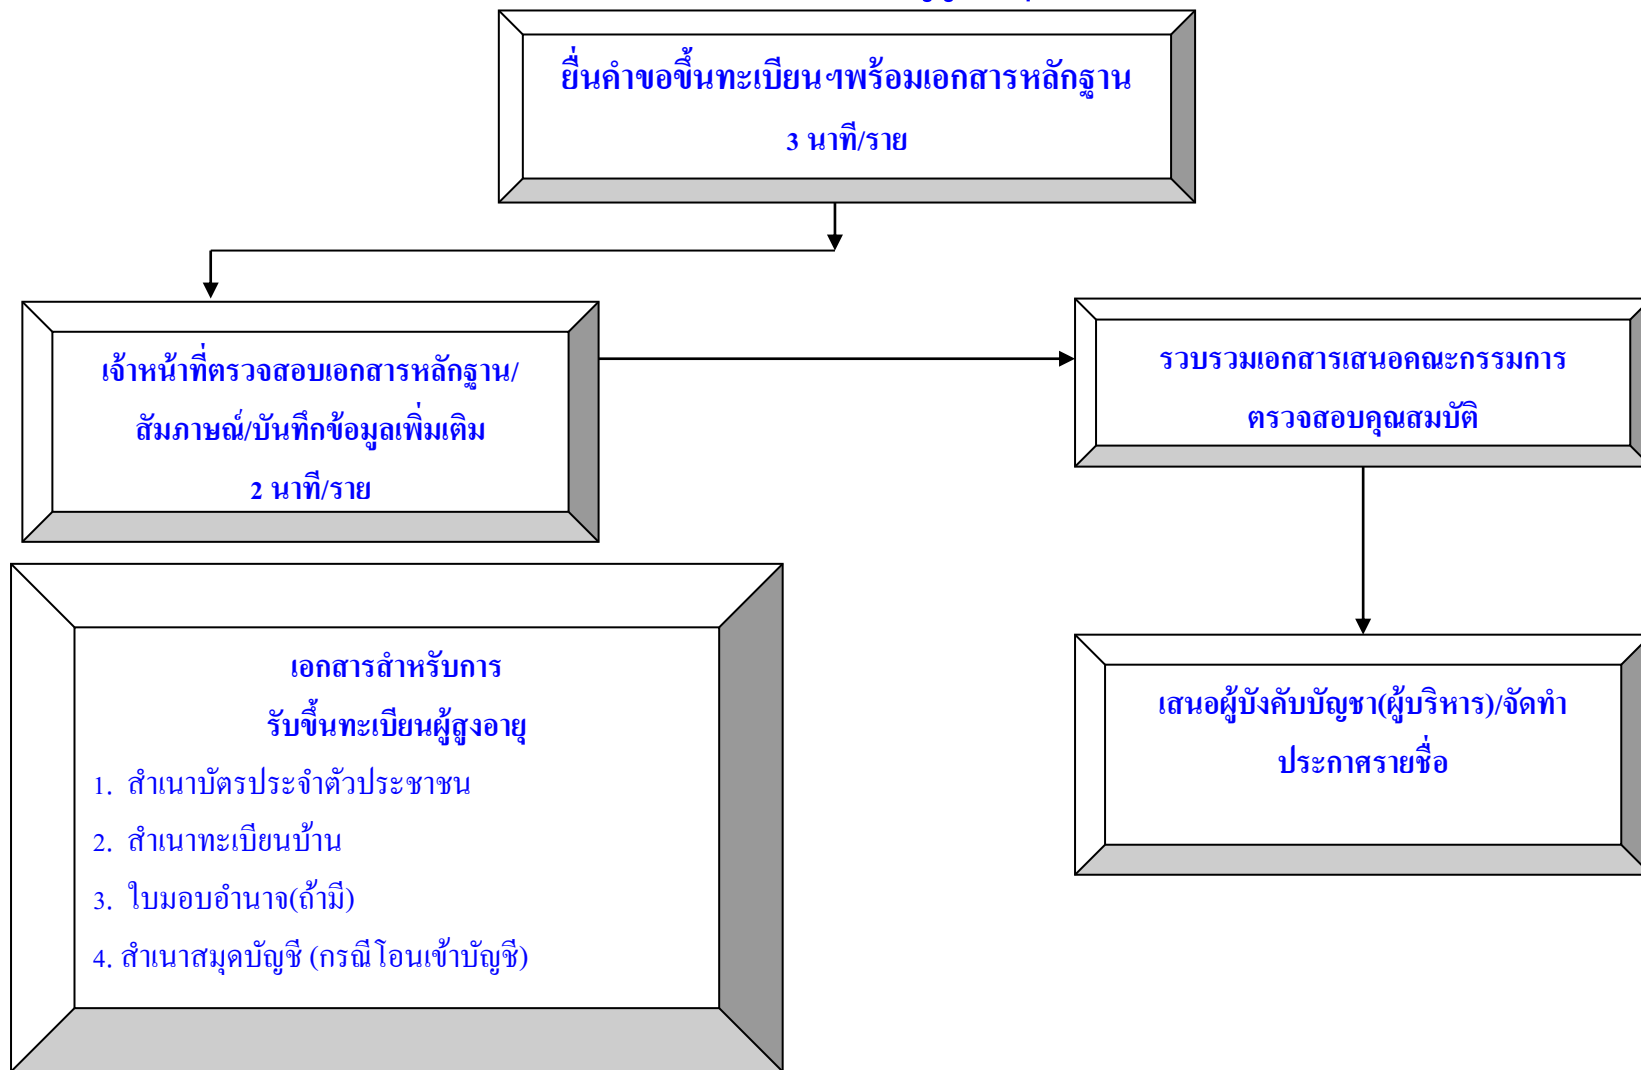 ยื่นคำขอขึ้นทะเบียนฯพร้อมเอกสารหลักฐาน
3 นาที/ราย
เจ้าหน้าที่ตรวจสอบเอกสารหลักฐาน/
สัมภาษณ์/บันทึกข้อมูลเพิ่มเติม
2 นาที/ราย
รวบรวมเอกสารเสนอคณะกรรมการ
ตรวจสอบคุณสมบัติ
เอกสารสำหรับการ
รับขึ้นทะเบียนผู้สูงอายุ
1. สำเนาบัตรประจำตัวประชาชน
2. สำเนาทะเบียนบ้าน
3. ใบมอบอำนาจ(ถ้ามี)
4. สำเนาสมุดบัญชี (กรณีโอนเข้าบัญชี)
เสนอผู้บังคับบัญชา(ผู้บริหาร)/จัดทำ
ประกาศรายชื่อ